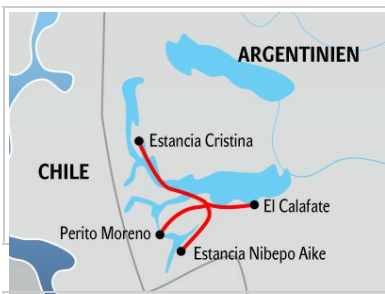 ARGENTINIEN
Estancia Cristina
CHILE
El Calafate
Perito Moreno
Estancia Nibepo Aike